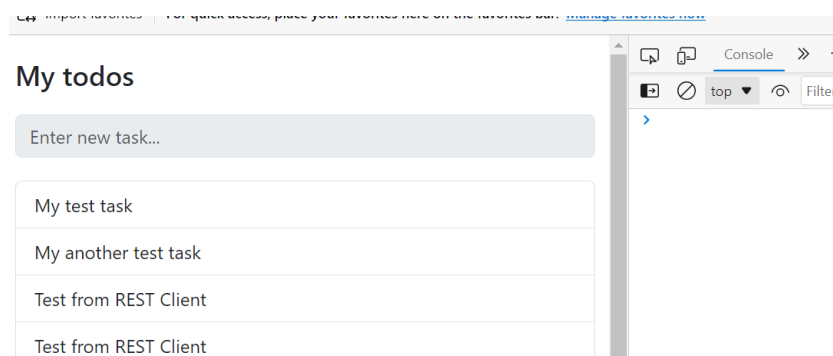 Import favorites For quick access, place your favorites here on the favorites bar. Manage favorites now
My todos
Enter new task...
My test task
My another test task
Test from REST Client
Test from REST Client
Console
top
Filter